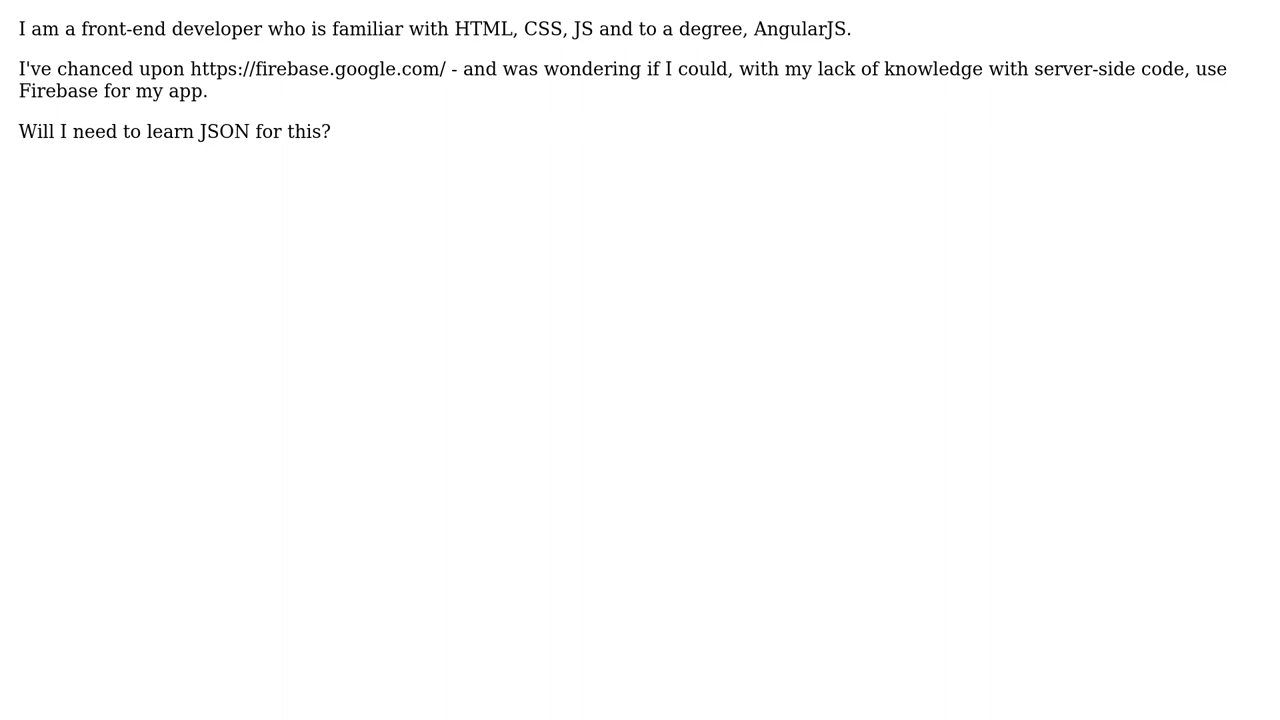 I am a front-end developer who is familiar with HTML, CSS, JS and to a degree, AngularJS.
I've chanced upon https://firebase.google.com/ - and was wondering if I could, with my lack of knowledge with server-side code, use
Firebase for my app.
Will I need to learn JSON for this?